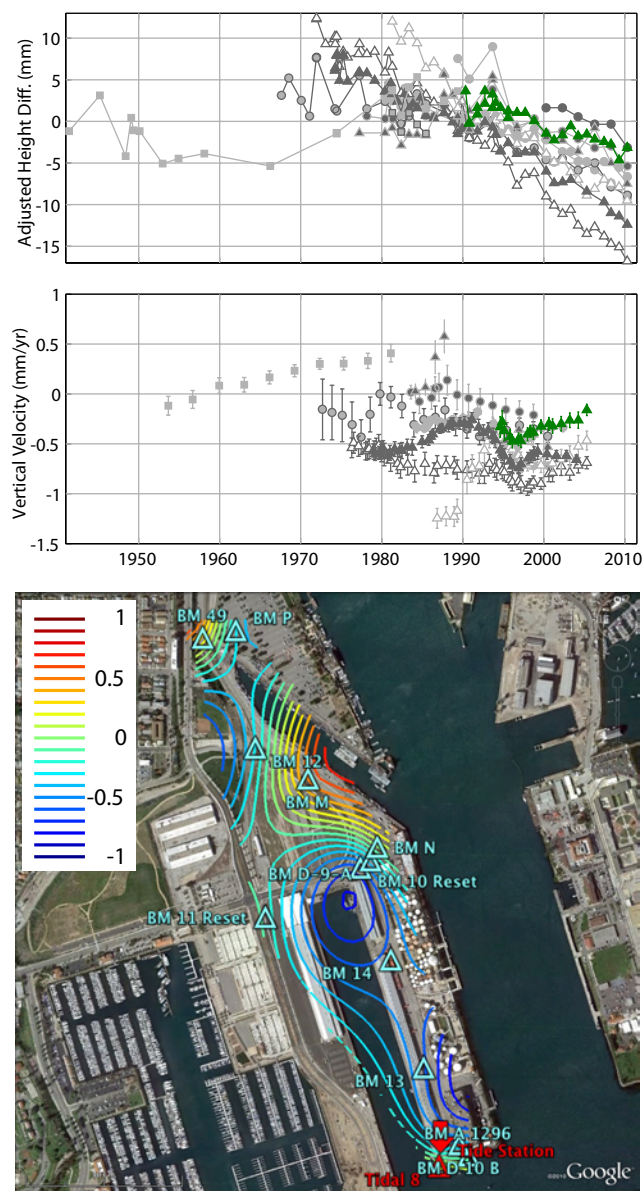 Adjusted Height Diff. (mm)
10
5
0
-5
-10
-15
Vertical Velocity (mm/yr)
1
0.5
0
-0.5
-1
-1.5
1950
1960
1970
1980
1990
2000
2010
1
0.5
0
-0.5
-1
BM 49
BM P
BM 12
BM M
BM N
BM D-9-A
BM 10 Reset
BM 11 Reset
BM 14
BM 13
BM A 1296
Tide Station
BM D 10 B
Tidal 8
©2010 Google